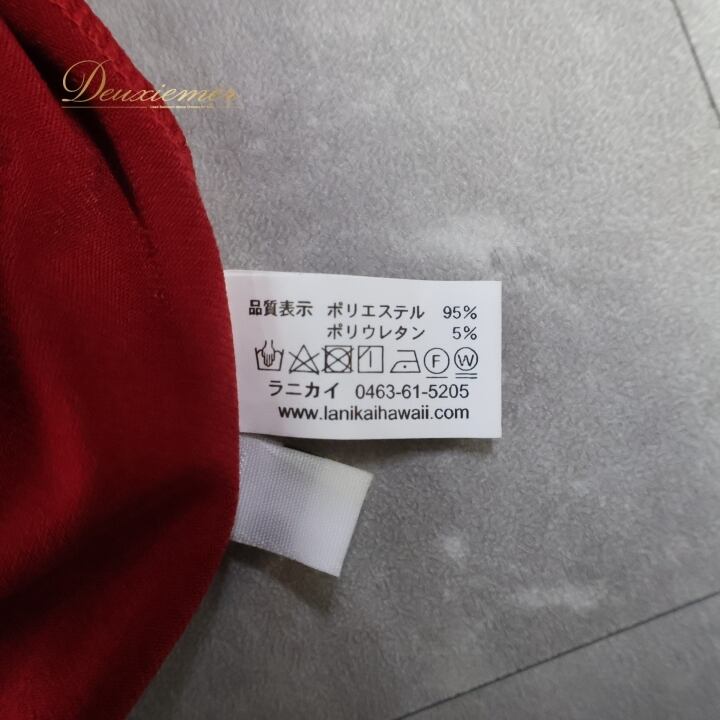 Deuxiemer
品質表示 ポリエステル 95%
ポリウレタン 5%
F W
ラニカイ 0463-61-5205
www.lanikaihawaii.com